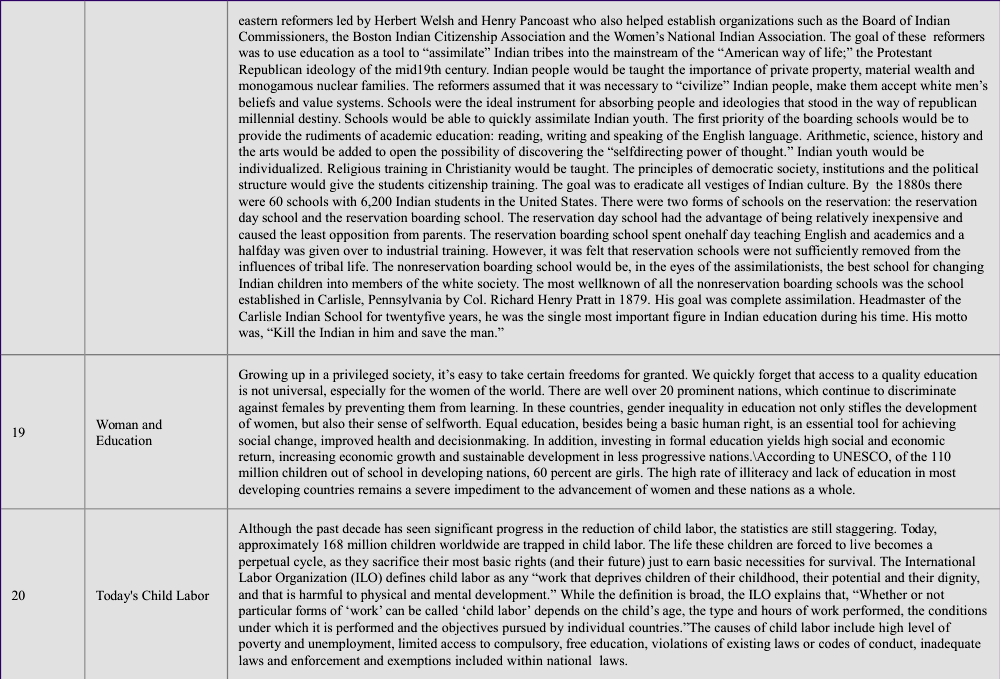 eastern reformers led by Herbert Welsh and Henry Pancoast who also helped establish organizations such as the Board of Indian
Commissioners, the Boston Indian Citizenship Association and the Women's National Indian Association. The goal of these  reformers
was to use education as a tool to “assimilate” Indian tribes into the mainstream of the “American way of life;” the Protestant
Republican ideology of the mid19th century. Indian people would be taught the importance of private property, material wealth and
monogamous nuclear families. The reformers assumed that it was necessary to “civilize” Indian people, make them accept white men's
beliefs and value systems. Schools were the ideal instrument for absorbing people and ideologies that stood in the way of republican
millennial destiny. Schools would be able to quickly assimilate Indian youth. The first priority of the boarding schools would be to
provide the rudiments of academic education: reading, writing and speaking of the English language. Arithmetic, science, history and
the arts would be added to open the possibility of discovering the “selfdirecting power of thought.” Indian youth would be
individualized. Religious training in Christianity would be taught. The principles of democratic society, institutions and the political
structure would give the students citizenship training. The goal was to eradicate all vestiges of Indian culture. By  the 1880s there
were 60 schools with 6,200 Indian students in the United States. There were two forms of schools on the reservation: the reservation
day school and the reservation boarding school. The reservation day school had the advantage of being relatively inexpensive and
caused the least opposition from parents. The reservation boarding school spent onehalf day teaching English and academics and a
halfday was given over to industrial training. However, it was felt that reservation schools were not sufficiently removed from the
influences of tribal life. The nonreservation boarding school would be, in the eyes of the assimilationists, the best school for changing
Indian children into members of the white society. The most wellknown of all the nonreservation boarding schools was the school
established in Carlisle, Pennsylvania by Col. Richard Henry Pratt in 1879. His goal was complete assimilation. Headmaster of the
Carlisle Indian School for twentyfive years, he was the single most important figure in Indian education during his time. His motto
was, “Kill the Indian in him and save the man.”
19
Woman and
Education
Growing up in a privileged society, it's easy to take certain freedoms for granted. We quickly forget that access to a quality education
is not universal, especially for the women of the world. There are well over 20 prominent nations, which continue to discriminate
against females by preventing them from learning. In these countries, gender inequality in education not only stifles the development
of women, but also their sense of selfworth. Equal education, besides being a basic human right, is an essential tool for achieving
social change, improved health and decisionmaking. In addition, investing in formal education yields high social and economic
return, increasing economic growth and sustainable development in less progressive nations.\According to UNESCO, of the 110
million children out of school in developing nations, 60 percent are girls. The high rate of illiteracy and lack of education in most
developing countries remains a severe impediment to the advancement of women and these nations as a whole.
20
Today's Child Labor
Although the past decade has seen significant progress in the reduction of child labor, the statistics are still staggering. Today,
approximately 168 million children worldwide are trapped in child labor. The life these children are forced to live becomes a
perpetual cycle, as they sacrifice their most basic rights (and their future) just to earn basic necessities for survival. The International
Labor Organization (ILO) defines child labor as any “work that deprives children of their childhood, their potential and their dignity,
and that is harmful to physical and mental development.” While the definition is broad, the ILO explains that, “Whether or not
particular forms of ‘work’ can be called ‘child labor’ depends on the child's age, the type and hours of work performed, the conditions
under which it is performed and the objectives pursued by individual countries.”The causes of child labor include high level of
poverty and unemployment, limited access to compulsory, free education, violations of existing laws or codes of conduct, inadequate
laws and enforcement and exemptions included within national  laws.